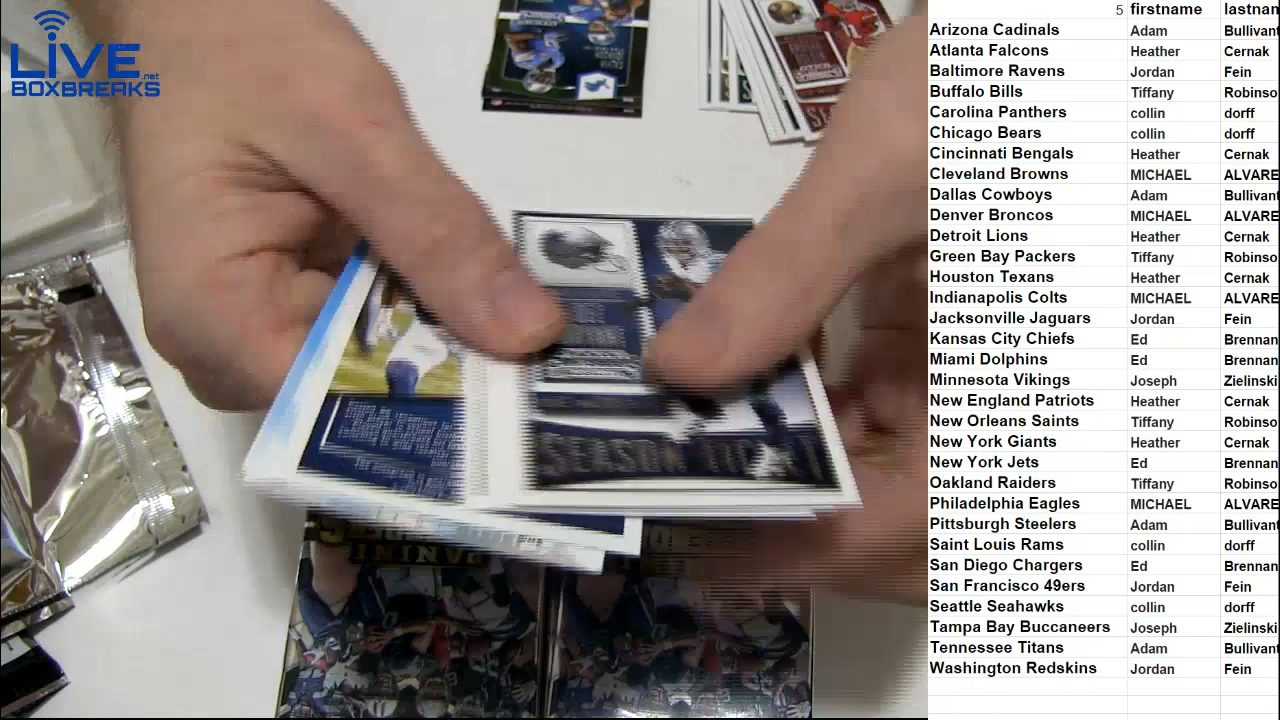 LIVE
.net
BOXBREAKS
5 firstname lastnan
Arizona Cadinals Adam Bullivant
Atlanta Falcons Heather Cernak
Baltimore Ravens Jordan Fein
Buffalo Bills Tiffany Robinso
Carolina Panthers collin dorff
Chicago Bears collin dorff
Cincinnati Bengals Heather Cernak
Cleveland Browns MICHAEL ALVARE
Dallas Cowboys Adam Bullivant
Denver Broncos MICHAEL ALVARE
Detroit Lions Heather Cernak
Green Bay Packers Tiffany Robinso
Houston Texans Heather Cernak
Indianapolis Colts MICHAEL ALVARE
Jacksonville Jaguars Jordan Fein
Kansas City Chiefs Ed Brennan
Miami Dolphins Ed Brennan
Minnesota Vikings Joseph Zielinski
New England Patriots Heather Cernak
New Orleans Saints Tiffany Robinso
New York Giants Heather Cernak
New York Jets Ed Brennan
Oakland Raiders Tiffany Robinso
Philadelphia Eagles MICHAEL ALVARE
Pittsburgh Steelers Adam Bullivant
Saint Louis Rams collin dorff
San Diego Chargers Ed Brennan
San Francisco 49ers Jordan Fein
Seattle Seahawks collin dorff
Tampa Bay Buccaneers Joseph Zielinski
Tennessee Titans Adam Bullivant
Washington Redskins Jordan Fein
SEASON TICKET
PANINI